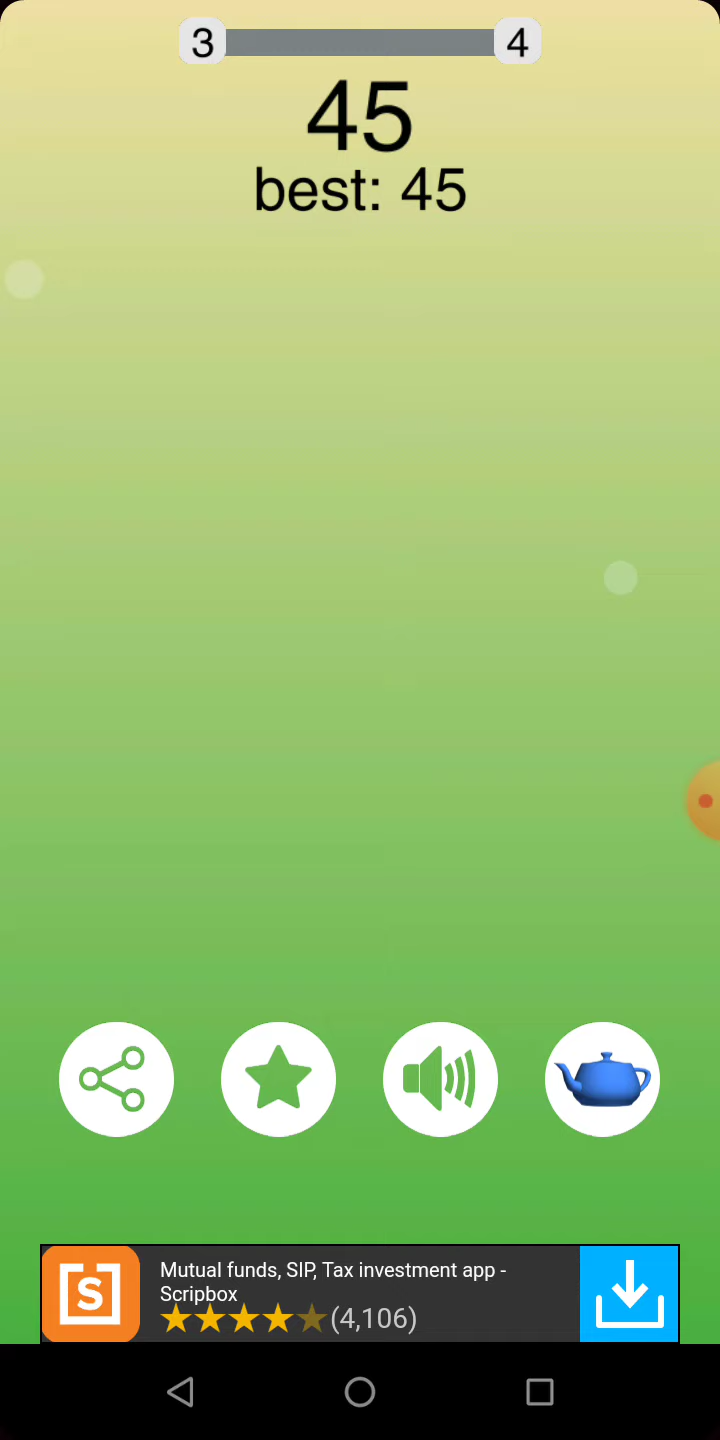 3 4
45
best: 45
S
Mutual funds, SIP, Tax investment app -
Scripbox
(4,106)